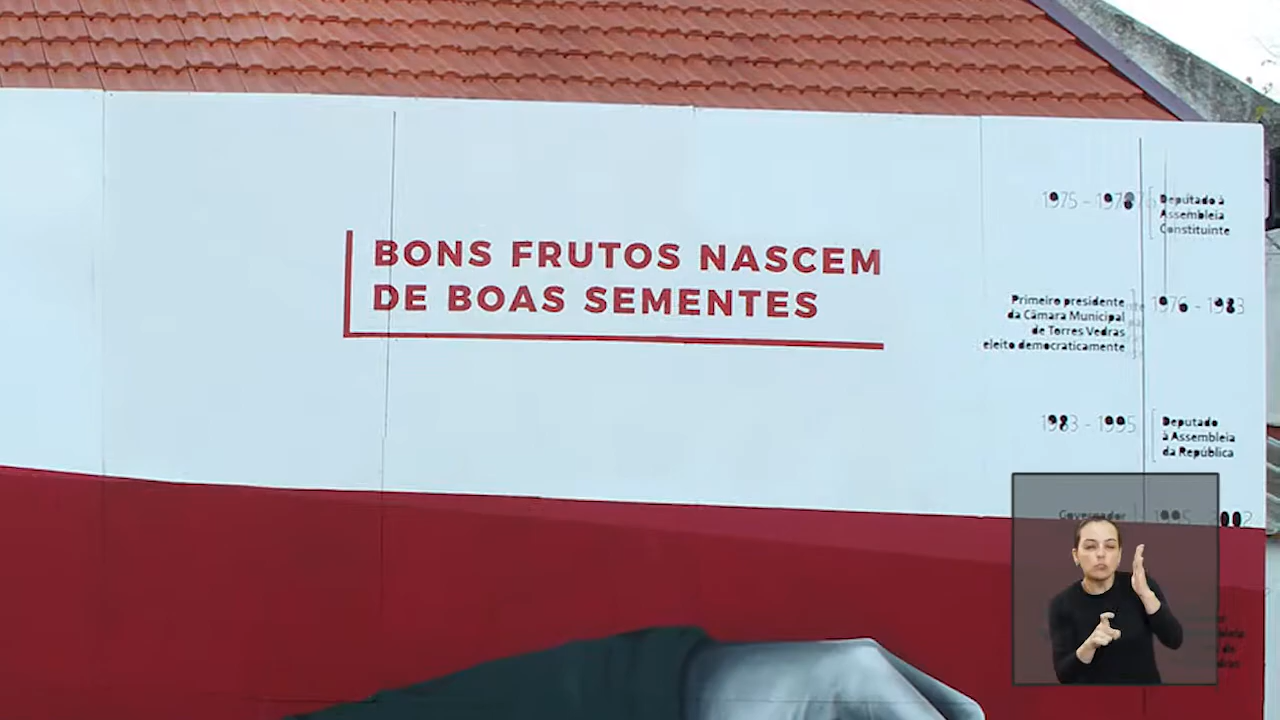 BONS FRUTOS NASCEM
DE BOAS SEMENTES
1975 - 1976
Deputado à
Assembleia
Constituinte
Primeiro presidente
da Câmara Municipal
de Torres Vedras
eleito democraticamente
1976 - 1983
1983 - 1995
Deputado
à Assembleia
da República
Governador